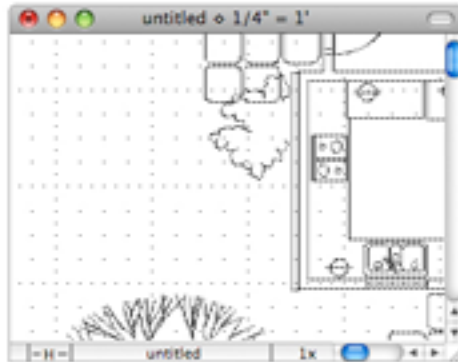 untitled ⋄ 1/4" = 1'
H untitled 1x